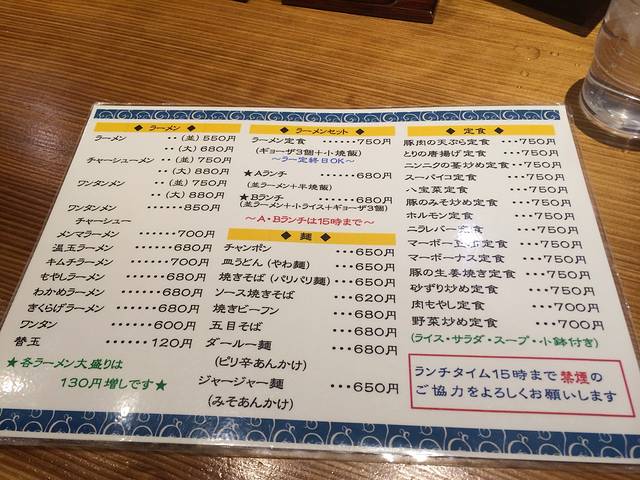 ◆ ラーメン ◆
ラーメン ・・(並) 550円
・・(大) 680円
チャーシューメン・・(並) 750円
・・(大) 880円
ワンタンメン ・・(並) 750円
・・(大) 880円
ワンタンメン ・・・・・・850円
チャーシュー
メンマラーメン ・・・・・・700円
温玉ラーメン ・・・・・・680円
キムチラーメン ・・・・・・700円
もやしラーメン ・・・・・・680円
わかめラーメン ・・・・・・680円
きくらげラーメン ・・・・・・680円
ワンタン ・・・・・・600円
替玉 ・・・・・・120円
★各ラーメン大盛りは
130円増しです★
◆ ラーメンセット ◆
ラーメン定食 ・・・・・・750円
(ギョーザ3個+小焼飯)
〜ラー定終日OK〜
★Aランチ ・・・・・・680円
(並ラーメン+半焼飯)
★Bランチ ・・・・・・680円
(並ラーメン+小ライス+ギョーザ3個)
〜A・Bランチは15時まで〜
◆ 麺 ◆
チャンポン ・・・650円
皿うどん (やわ麺) ・・・650円
焼きそば (パリパリ麺) ・・・650円
ソース焼きそば ・・・620円
焼きビーフン ・・・680円
五目そば ・・・680円
ダールー麺 ・・・680円
(ピリ辛あんかけ)
ジャージャー麺 ・・・650円
(みそあんかけ)
◆ 定食 ◆
豚肉の天ぷら定食 ・・・750円
とりの唐揚げ定食 ・・・750円
ニンニクの茎炒め定食・・・750円
スーパイコ定食 ・・・750円
八宝菜定食 ・・・750円
豚のみそ炒め定食 ・・・750円
ホルモン定食 ・・・750円
ニラレバー定食 ・・・750円
マーボー豆腐定食 ・・・750円
マーボーナス定食 ・・・750円
豚の生姜焼き定食 ・・・750円
砂ずり炒め定食 ・・・750円
肉もやし定食 ・・・700円
野菜炒め定食 ・・・700円
(ライス・サラダ・スープ・小鉢付き)
ランチタイム15時まで禁煙の
ご協力をよろしくお願いします